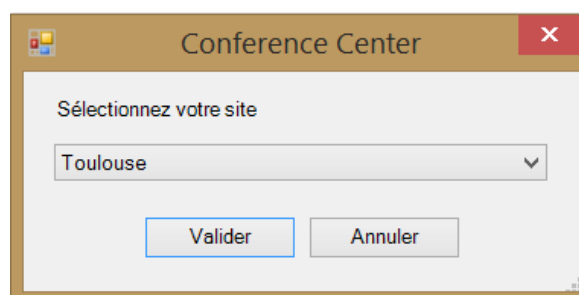 Conference Center
Sélectionnez votre site
Toulouse
Valider Annuler